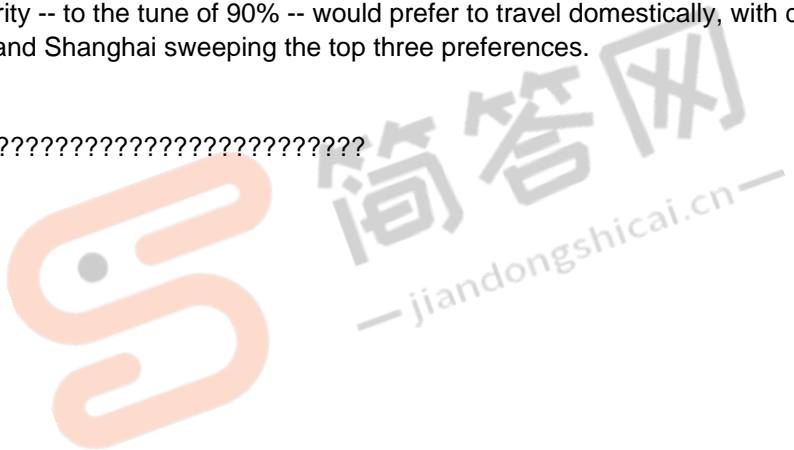 rity -- to the tune of 90% -- would prefer to travel domestically, with
and Shanghai sweeping the top three preferences.
?????????????????????????
简答网
jiandongshicai.cn